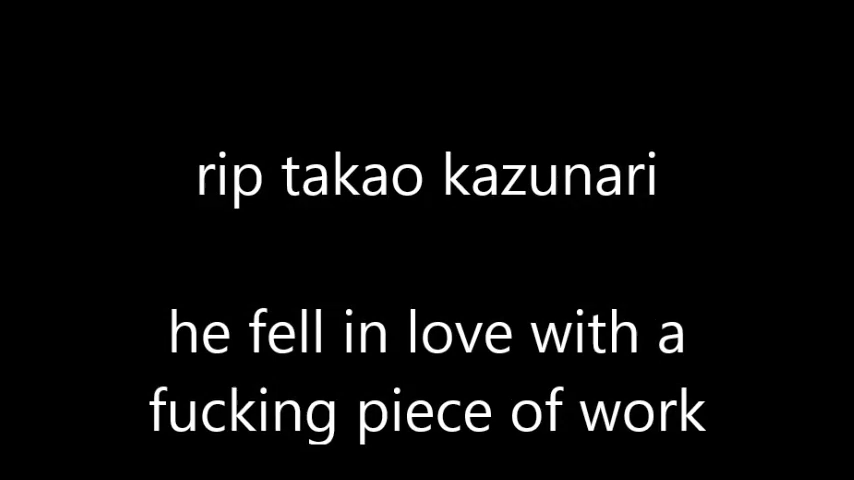 rip takao kazunari
he fell in love with a
fucking piece of work